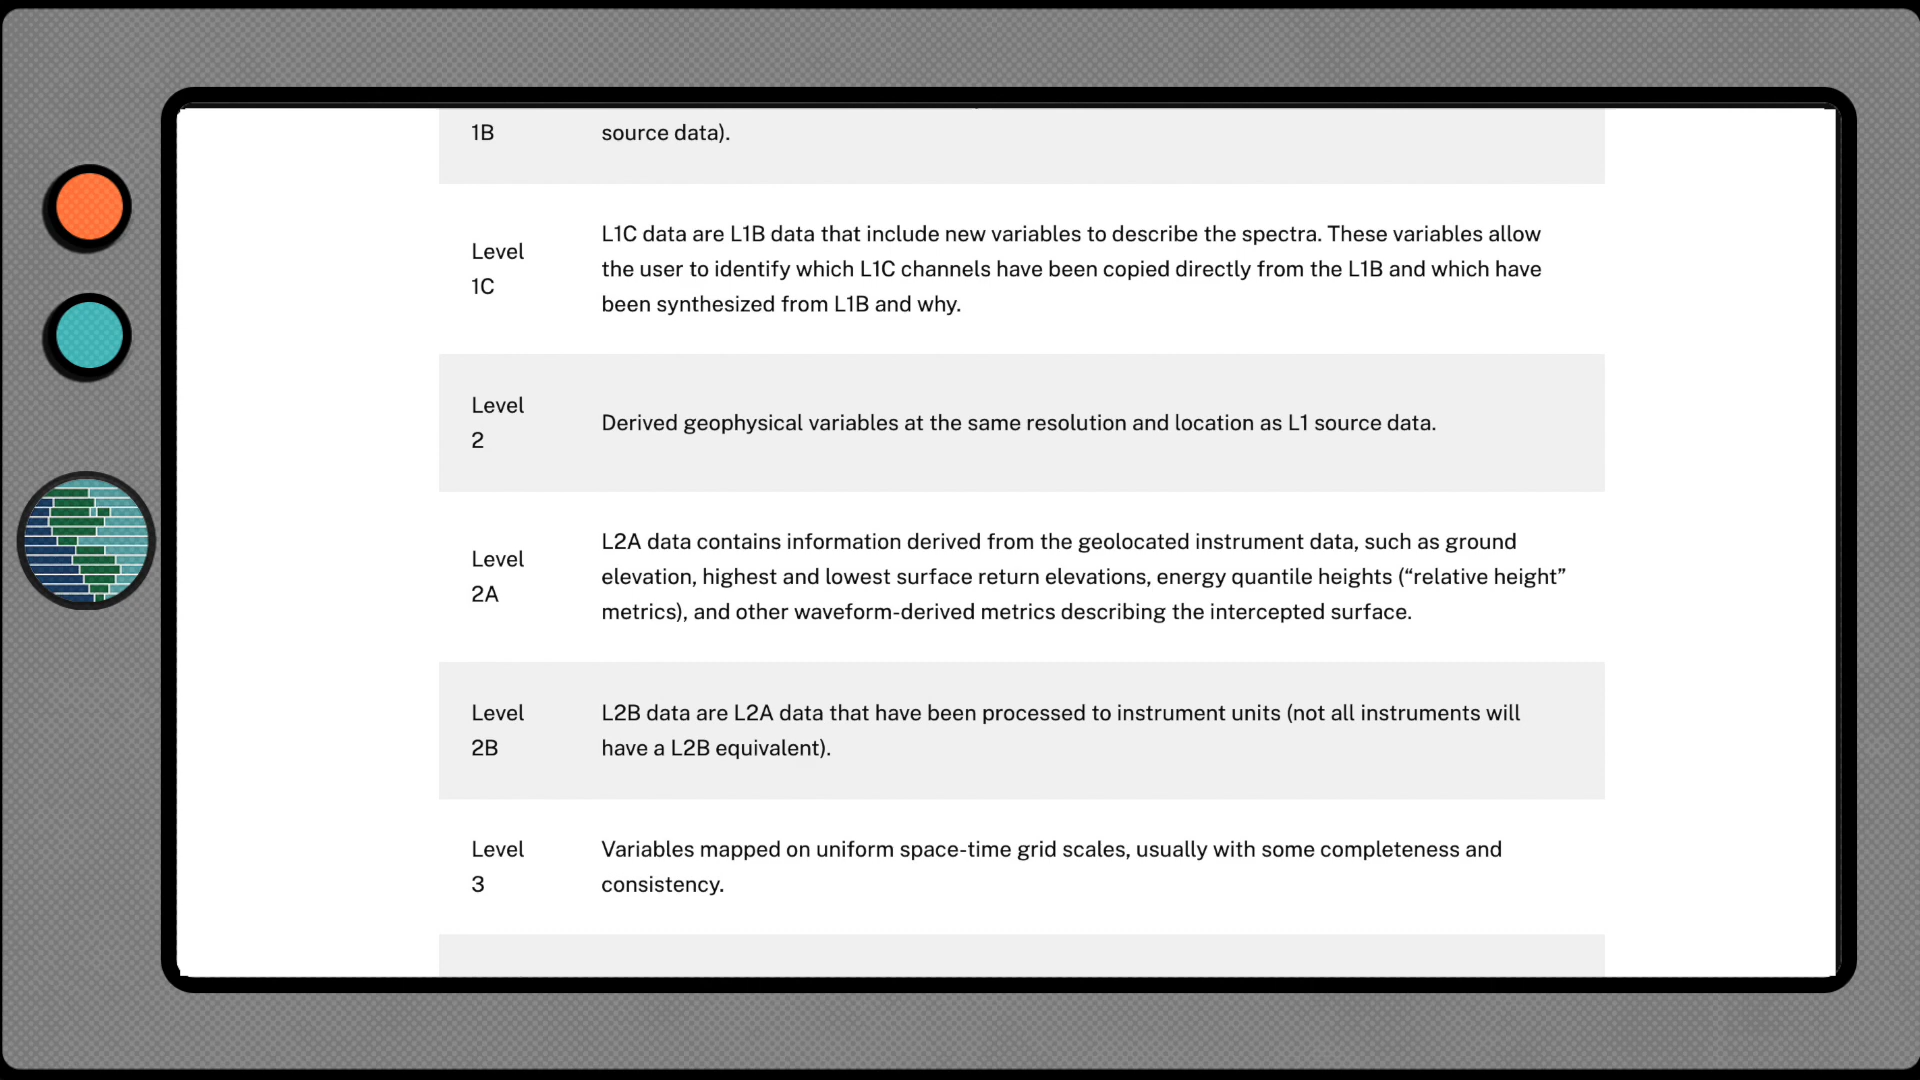 1B
source data).
Level
1C
L1C data are L1B data that include new variables to describe the spectra. These variables allow
the user to identify which L1C channels have been copied directly from the L1B and which have
been synthesized from L1B and why.
Level
2
Derived geophysical variables at the same resolution and location as L1 source data.
Level
2A
L2A data contains information derived from the geolocated instrument data, such as ground
elevation, highest and lowest surface return elevations, energy quantile heights (“relative height”
metrics), and other waveform-derived metrics describing the intercepted surface.
Level
2B
L2B data are L2A data that have been processed to instrument units (not all instruments will
have a L2B equivalent).
Level
3
Variables mapped on uniform space-time grid scales, usually with some completeness and
consistency.